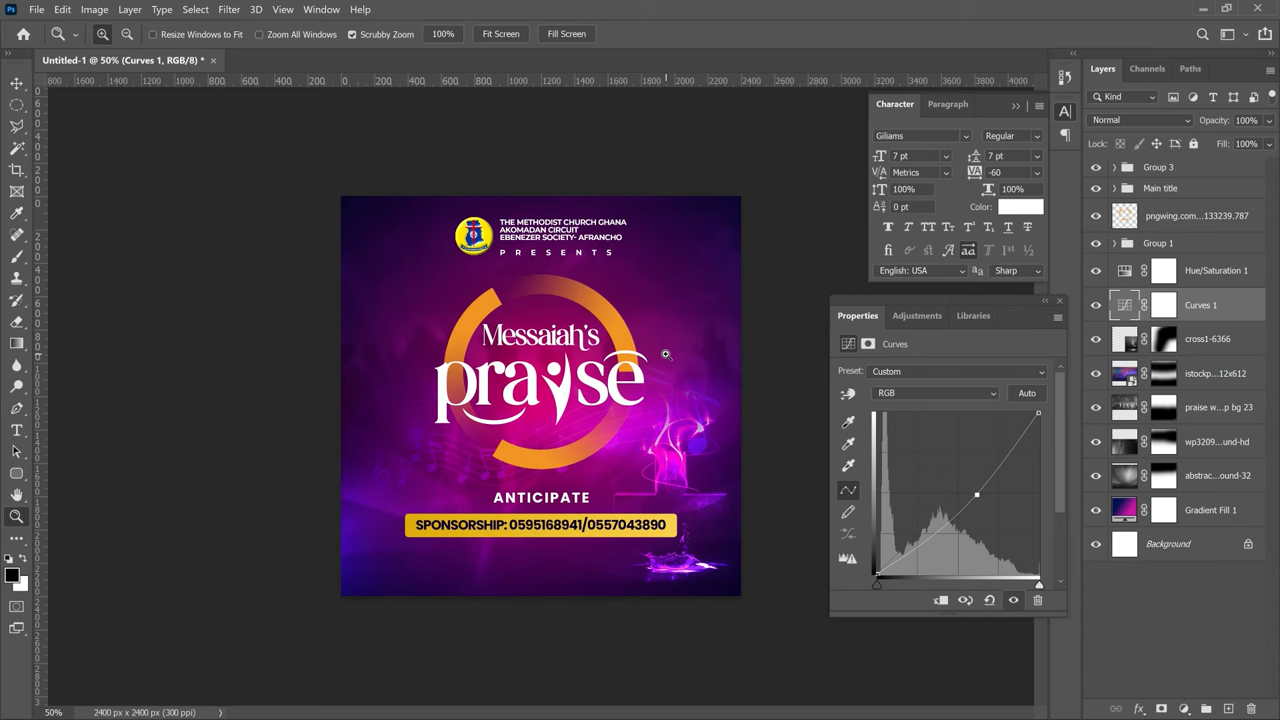 Ps File Edit Image Layer Type Select Filter 3D View Window Help
Resize Windows to Fit Zoom All Windows Scrubby Zoom 100% Fit Screen Fill Screen
Untitled-1 @ 50% (Curves 1, RGB/8) *
THE METHODIST CHURCH GHANA
AKOMADAN CIRCUIT
EBENEZER SOCIETY- AFRANCHO
PRESENTS
Messaiah's
praise
ANTICIPATE
SPONSORSHIP: 0595168941/0557043890
Character Paragraph
Giliams Regular
7 pt 7 pt
Metrics -60
100% 100%
0 pt Color:
English: USA Sharp
Properties Adjustments Libraries
Curves
Preset: Custom
RGB Auto
Layers Channels Paths
Kind
Normal Opacity: 100%
Lock: Fill: 100%
Group 3
Main title
pngwing.com...133239.787
Group 1
Hue/Saturation 1
Curves 1
cross1-6366
istockp...12x612
praise w...p bg 23
wp3209...und-hd
abstrac...ound-32
Gradient Fill 1
Background
50% 2400 px x 2400 px (300 ppi)